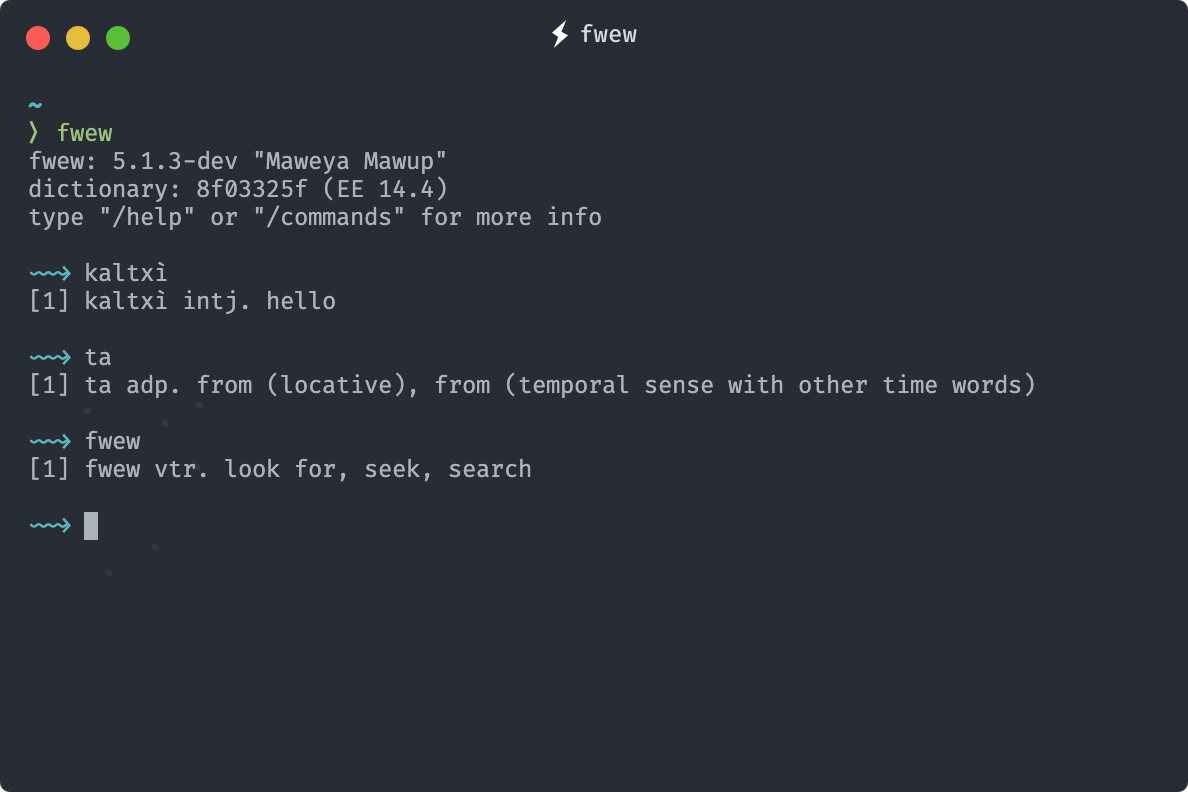 fwew
~
❯ fwew
fwew: 5.1.3-dev "Maweya Mawup"
dictionary: 8f03325f (EE 14.4)
type "/help" or "/commands" for more info
~~> kaltxì
[1] kaltxì intj. hello
~~> ta
[1] ta adp. from (locative), from (temporal sense with other time words)
~~> fwew
[1] fwew vtr. look for, seek, search
~~>